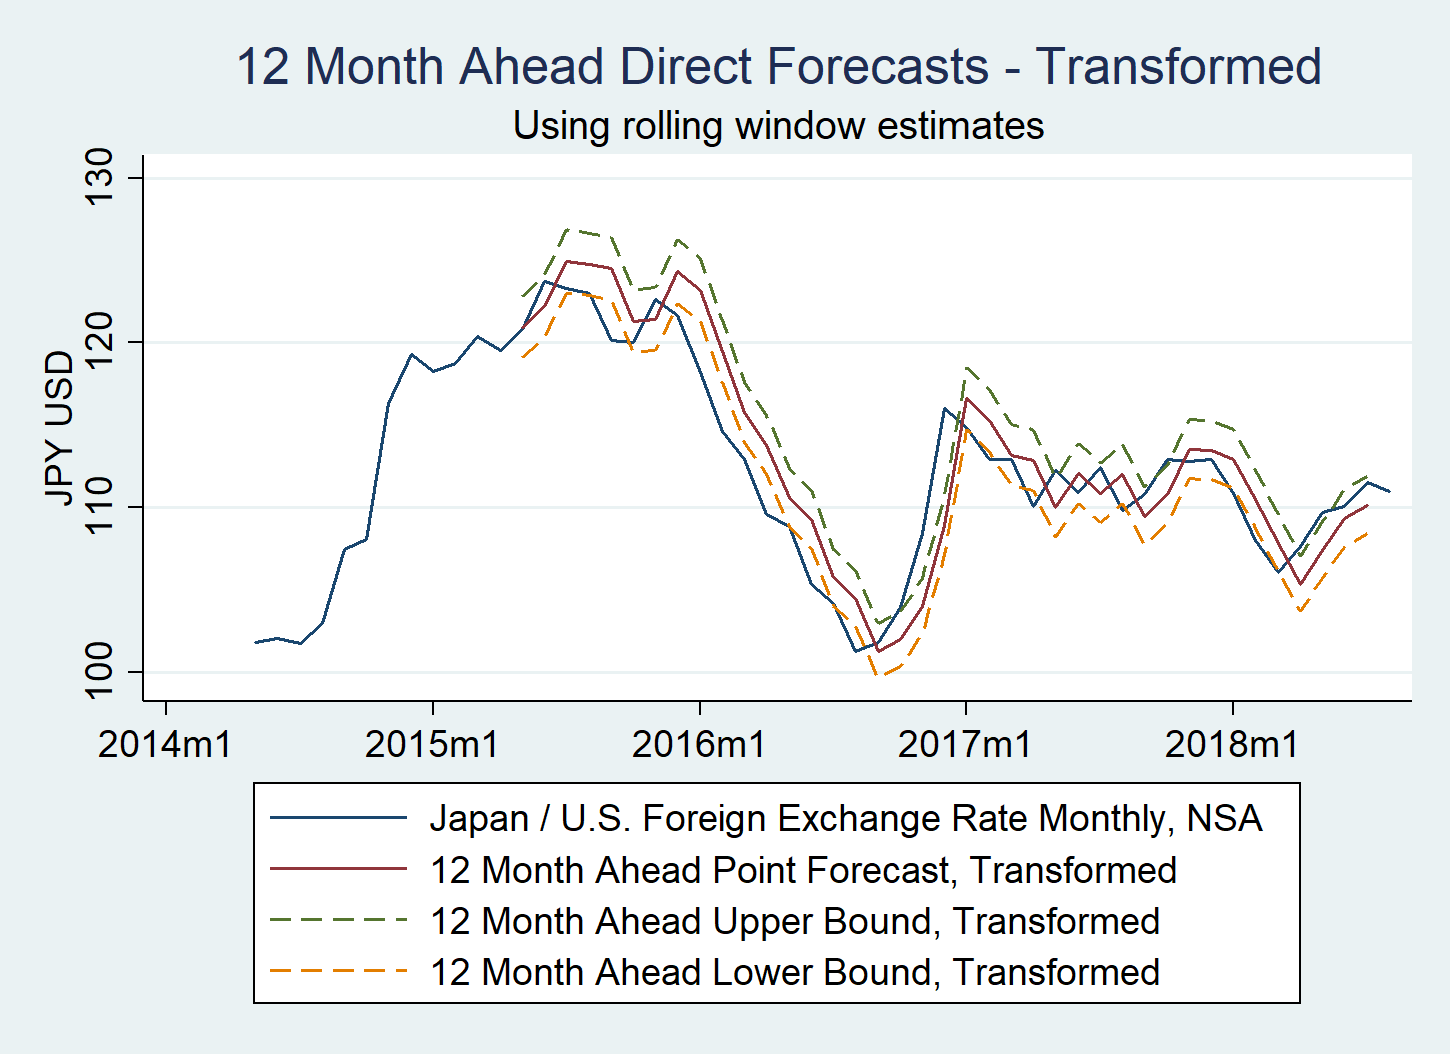 12 Month Ahead Direct Forecasts - Transformed
Using rolling window estimates
JPY USD
130
120
110
100
2014m1
2015m1
2016m1
2017m1
2018m1
Japan / U.S. Foreign Exchange Rate Monthly, NSA
12 Month Ahead Point Forecast, Transformed
12 Month Ahead Upper Bound, Transformed
12 Month Ahead Lower Bound, Transformed